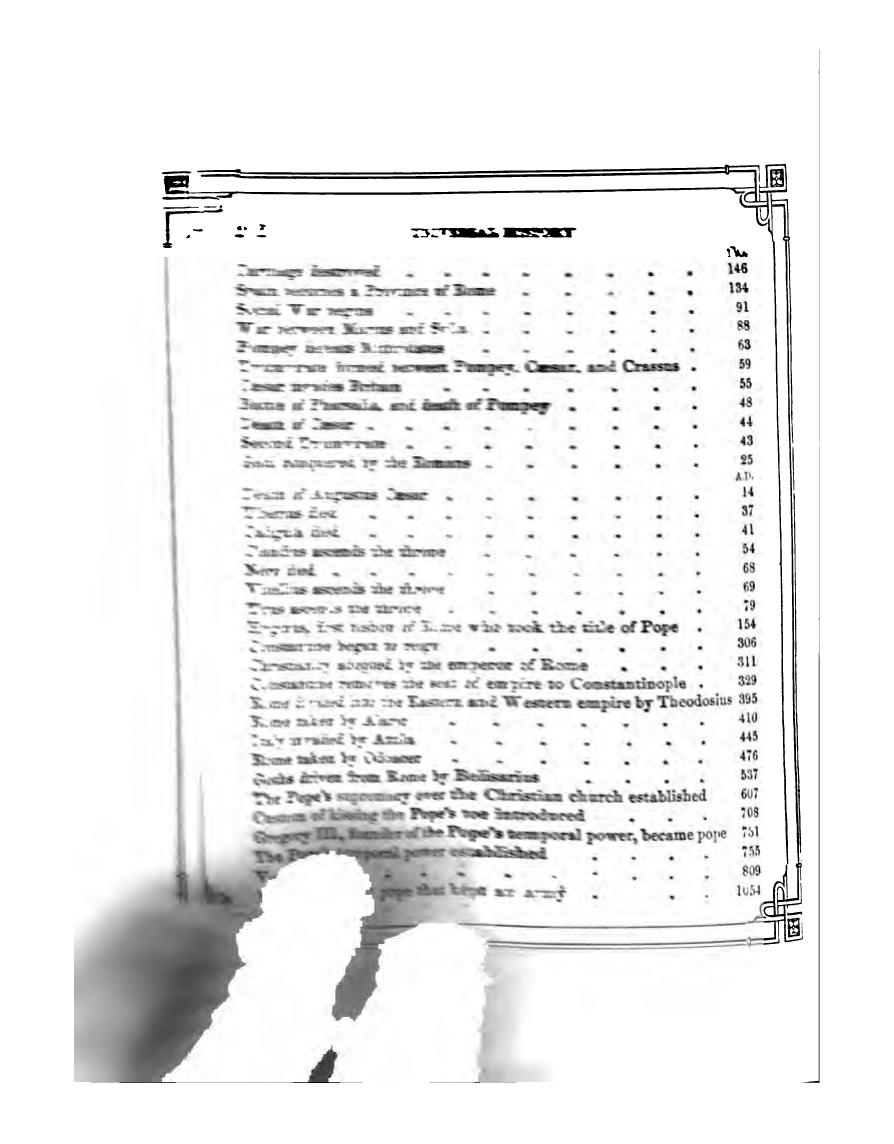 UNIVERSAL HISTORY
Carthage destroyed . . . . . . . . 146
Spain becomes a Province of Rome . . . . . 134
Social War begins . . . . . . . . 91
War between Marius and Sylla . . . . . . 88
Pompey defeats Mithridates . . . . . . 63
Triumvirate formed between Pompey, Cæsar, and Crassus . 59
Cæsar invades Britain . . . . . . . 55
Battle of Pharsalia, and death of Pompey . . . . 48
Death of Cæsar . . . . . . . . . 44
Second Triumvirate . . . . . . . . 43
conquered by the Romans . . . . . . 25
A.D.
Death of Augustus Cæsar . . . . . . . 14
Tiberius died . . . . . . . . . 37
Caligula died . . . . . . . . . 41
Claudius ascends the throne . . . . . . 54
Nero died . . . . . . . . . . 68
Vitellius ascends the throne . . . . . . 69
Titus ascends the throne . . . . . . . 79
Hyginus, first bishop of Rome who took the title of Pope . 154
Constantine began to reign . . . . . . 306
Christianity adopted by the emperor of Rome . . . 311
Constantine removes the seat of empire to Constantinople . 329
Rome divided into the Eastern and Western empire by Theodosius 395
Rome taken by Alaric . . . . . . . 410
Italy invaded by Attila . . . . . . . 445
Rome taken by Odoacer . . . . . . . 476
Goths driven from Rome by Bellisarius . . . . 537
The Pope's supremacy over the Christian church established 607
Custom of kissing the Pope's toe introduced . . . 708
Gregory III., founder of the Pope's temporal power, became pope 751
The Pope's temporal power established . . . . 755
. . . . . . . . . 809
pope that kept an army . . . 1054